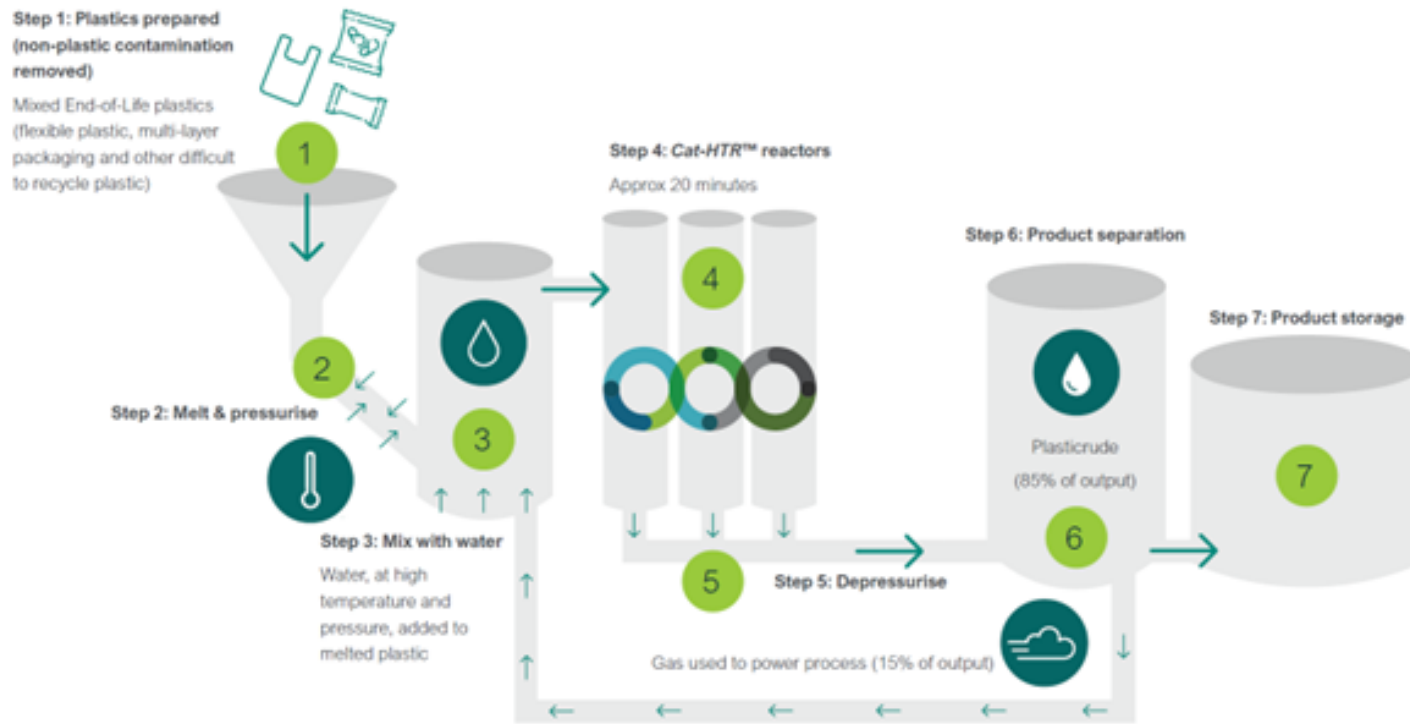 Step 1: Plastics prepared
(non-plastic contamination
removed)
Mixed End-of-Life plastics
(flexible plastic, multi-layer
packaging and other difficult
to recycle plastic)
1
2
Step 2: Melt & pressurise
3
Step 3: Mix with water
Water, at high
temperature and
pressure, added to
melted plastic
Step 4: Cat-HTR™ reactors
Approx 20 minutes
4
5
Step 5: Depressurise
Step 6: Product separation
Plasticrude
(85% of output)
6
Gas used to power process (15% of output)
Step 7: Product storage
7